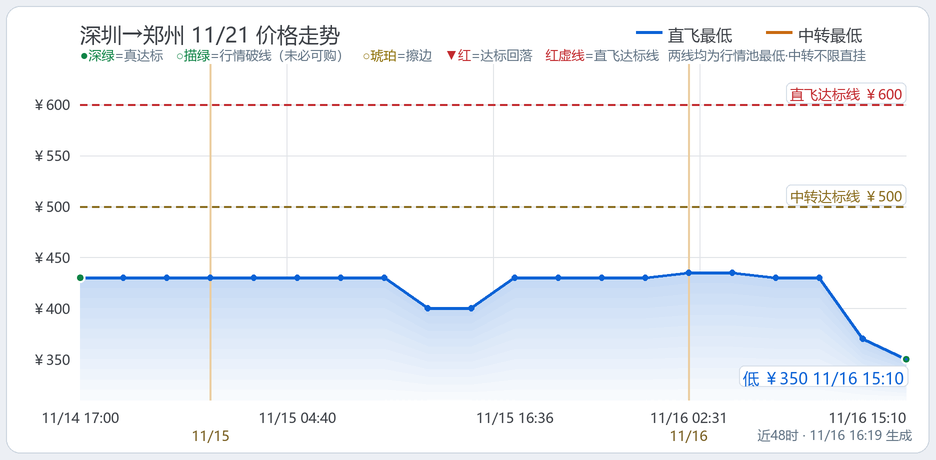 深圳→郑州 11/21 价格走势
直飞最低 中转最低
●深绿=真达标 ○描绿=行情破线（未必可购） ○琥珀=擦边 ▼红=达标回落 红虚线=直飞达标线 两线均为行情池最低·中转不限直挂
¥600
直飞达标线 ¥600
¥550
¥500
中转达标线 ¥500
¥450
¥400
¥350
低 ¥350 11/16 15:10
11/14 17:00 11/15 04:40 11/15 16:36 11/16 02:31 11/16 15:10
11/15 11/16
近48时 · 11/16 16:19 生成